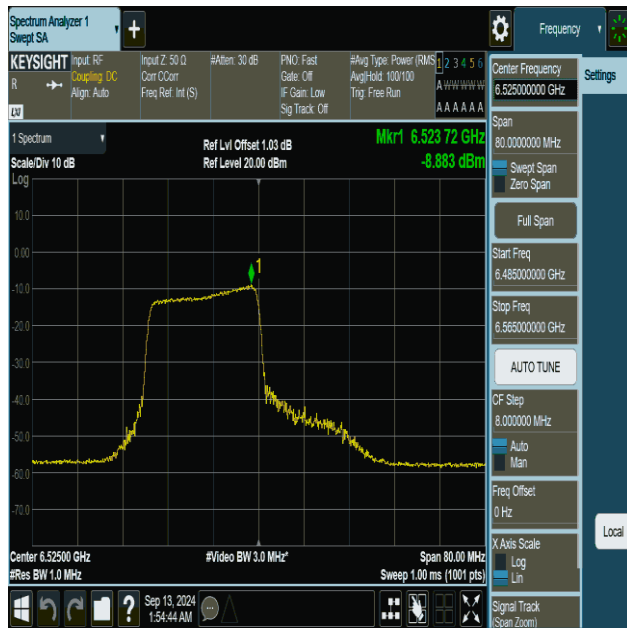 Spectrum Analyzer 1
Swept SA
+
Frequency
KEYSIGHT
R
LXI
Input: RF
Coupling: DC
Align: Auto
Input Z: 50 Ω
Corr CCorr
Freq Ref: Int (S)
#Atten: 30 dB
PNO: Fast
Gate: Off
IF Gain: Low
Sig Track: Off
#Avg Type: Power (RMS
Avg|Hold: 100/100
Trig: Free Run
1 2 3 4 5 6
A W W W W W
A A A A A A
Settings
1 Spectrum
Scale/Div 10 dB
Ref Lvl Offset 1.03 dB
Ref Level 20.00 dBm
Mkr1 6.523 72 GHz
-8.883 dBm
Log
10.0
0.00
-10.0
-20.0
-30.0
-40.0
-50.0
-60.0
-70.0
1
Center 6.52500 GHz
#Res BW 1.0 MHz
#Video BW 3.0 MHz*
Span 80.00 MHz
Sweep 1.00 ms (1001 pts)
Center Frequency
6.525000000 GHz
Span
80.0000000 MHz
Swept Span
Zero Span
Full Span
Start Freq
6.485000000 GHz
Stop Freq
6.565000000 GHz
AUTO TUNE
CF Step
8.000000 MHz
Auto
Man
Freq Offset
0 Hz
X Axis Scale
Log
Lin
Signal Track
(Span Zoom)
Local
?
Sep 13, 2024
1:54:44 AM